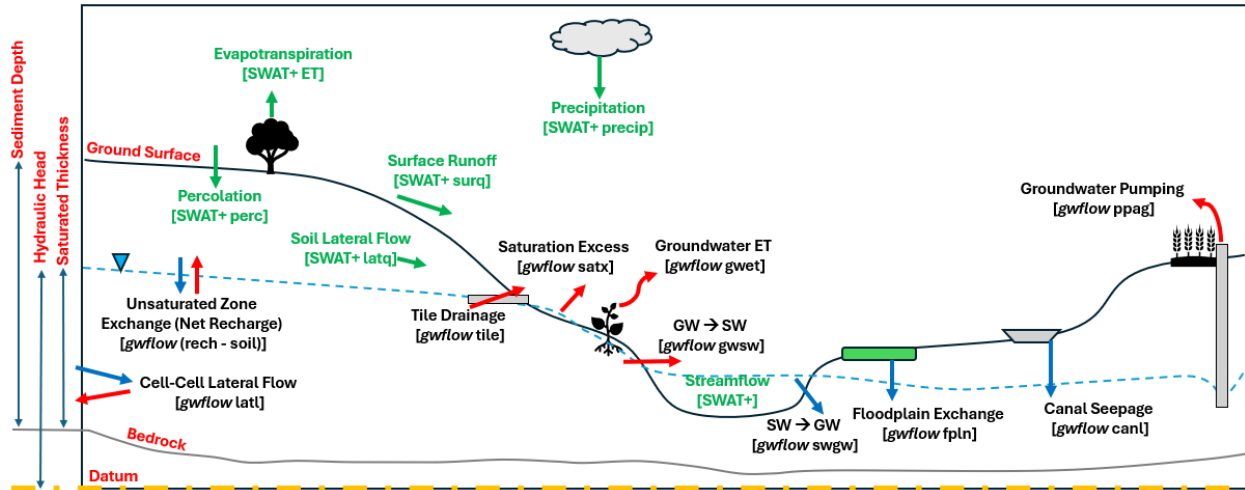 Sediment Depth
Hydraulic Head
Saturated Thickness
Evapotranspiration
[SWAT+ ET]
Precipitation
[SWAT+ precip]
Ground Surface
Percolation
[SWAT+ perc]
Surface Runoff
[SWAT+ surq]
Soil Lateral Flow
[SWAT+ latq]
Saturation Excess
[gwflow satx]
Groundwater ET
[gwflow gwet]
Groundwater Pumping
[gwflow ppag]
Unsaturated Zone
Exchange (Net Recharge)
[gwflow (rech - soil)]
Tile Drainage
[gwflow tile]
GW → SW
[gwflow gwsw]
Cell-Cell Lateral Flow
[gwflow latl]
Streamflow
[SWAT+]
SW → GW
[gwflow swgw]
Floodplain Exchange
[gwflow fpln]
Canal Seepage
[gwflow canl]
Bedrock
Datum